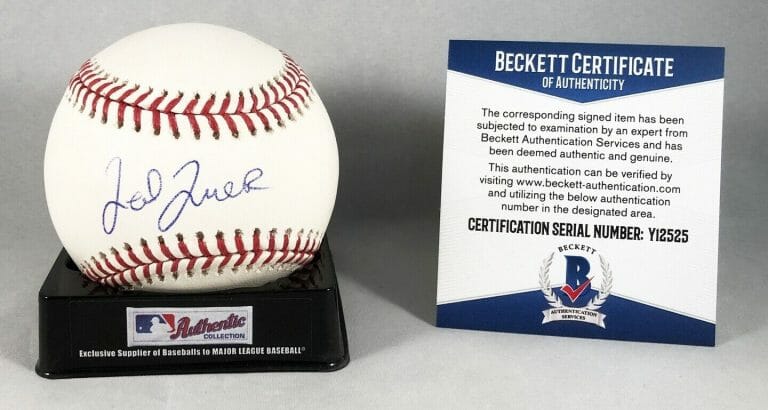 Authentic
COLLECTION
Exclusive Supplier of Baseballs to MAJOR LEAGUE BASEBALL®
BECKETT CERTIFICATE
OF AUTHENTICITY
The corresponding signed item has been
subjected to examination by an expert from
Beckett Authentication Services and has
been deemed authentic and genuine.
This authentication can be verified by
visiting www.beckett-authentication.com
and utilizing the below authentication
number in the designated area.
CERTIFICATION SERIAL NUMBER: Y12525
BECKETT
B
AUTHENTICATION
SERVICES